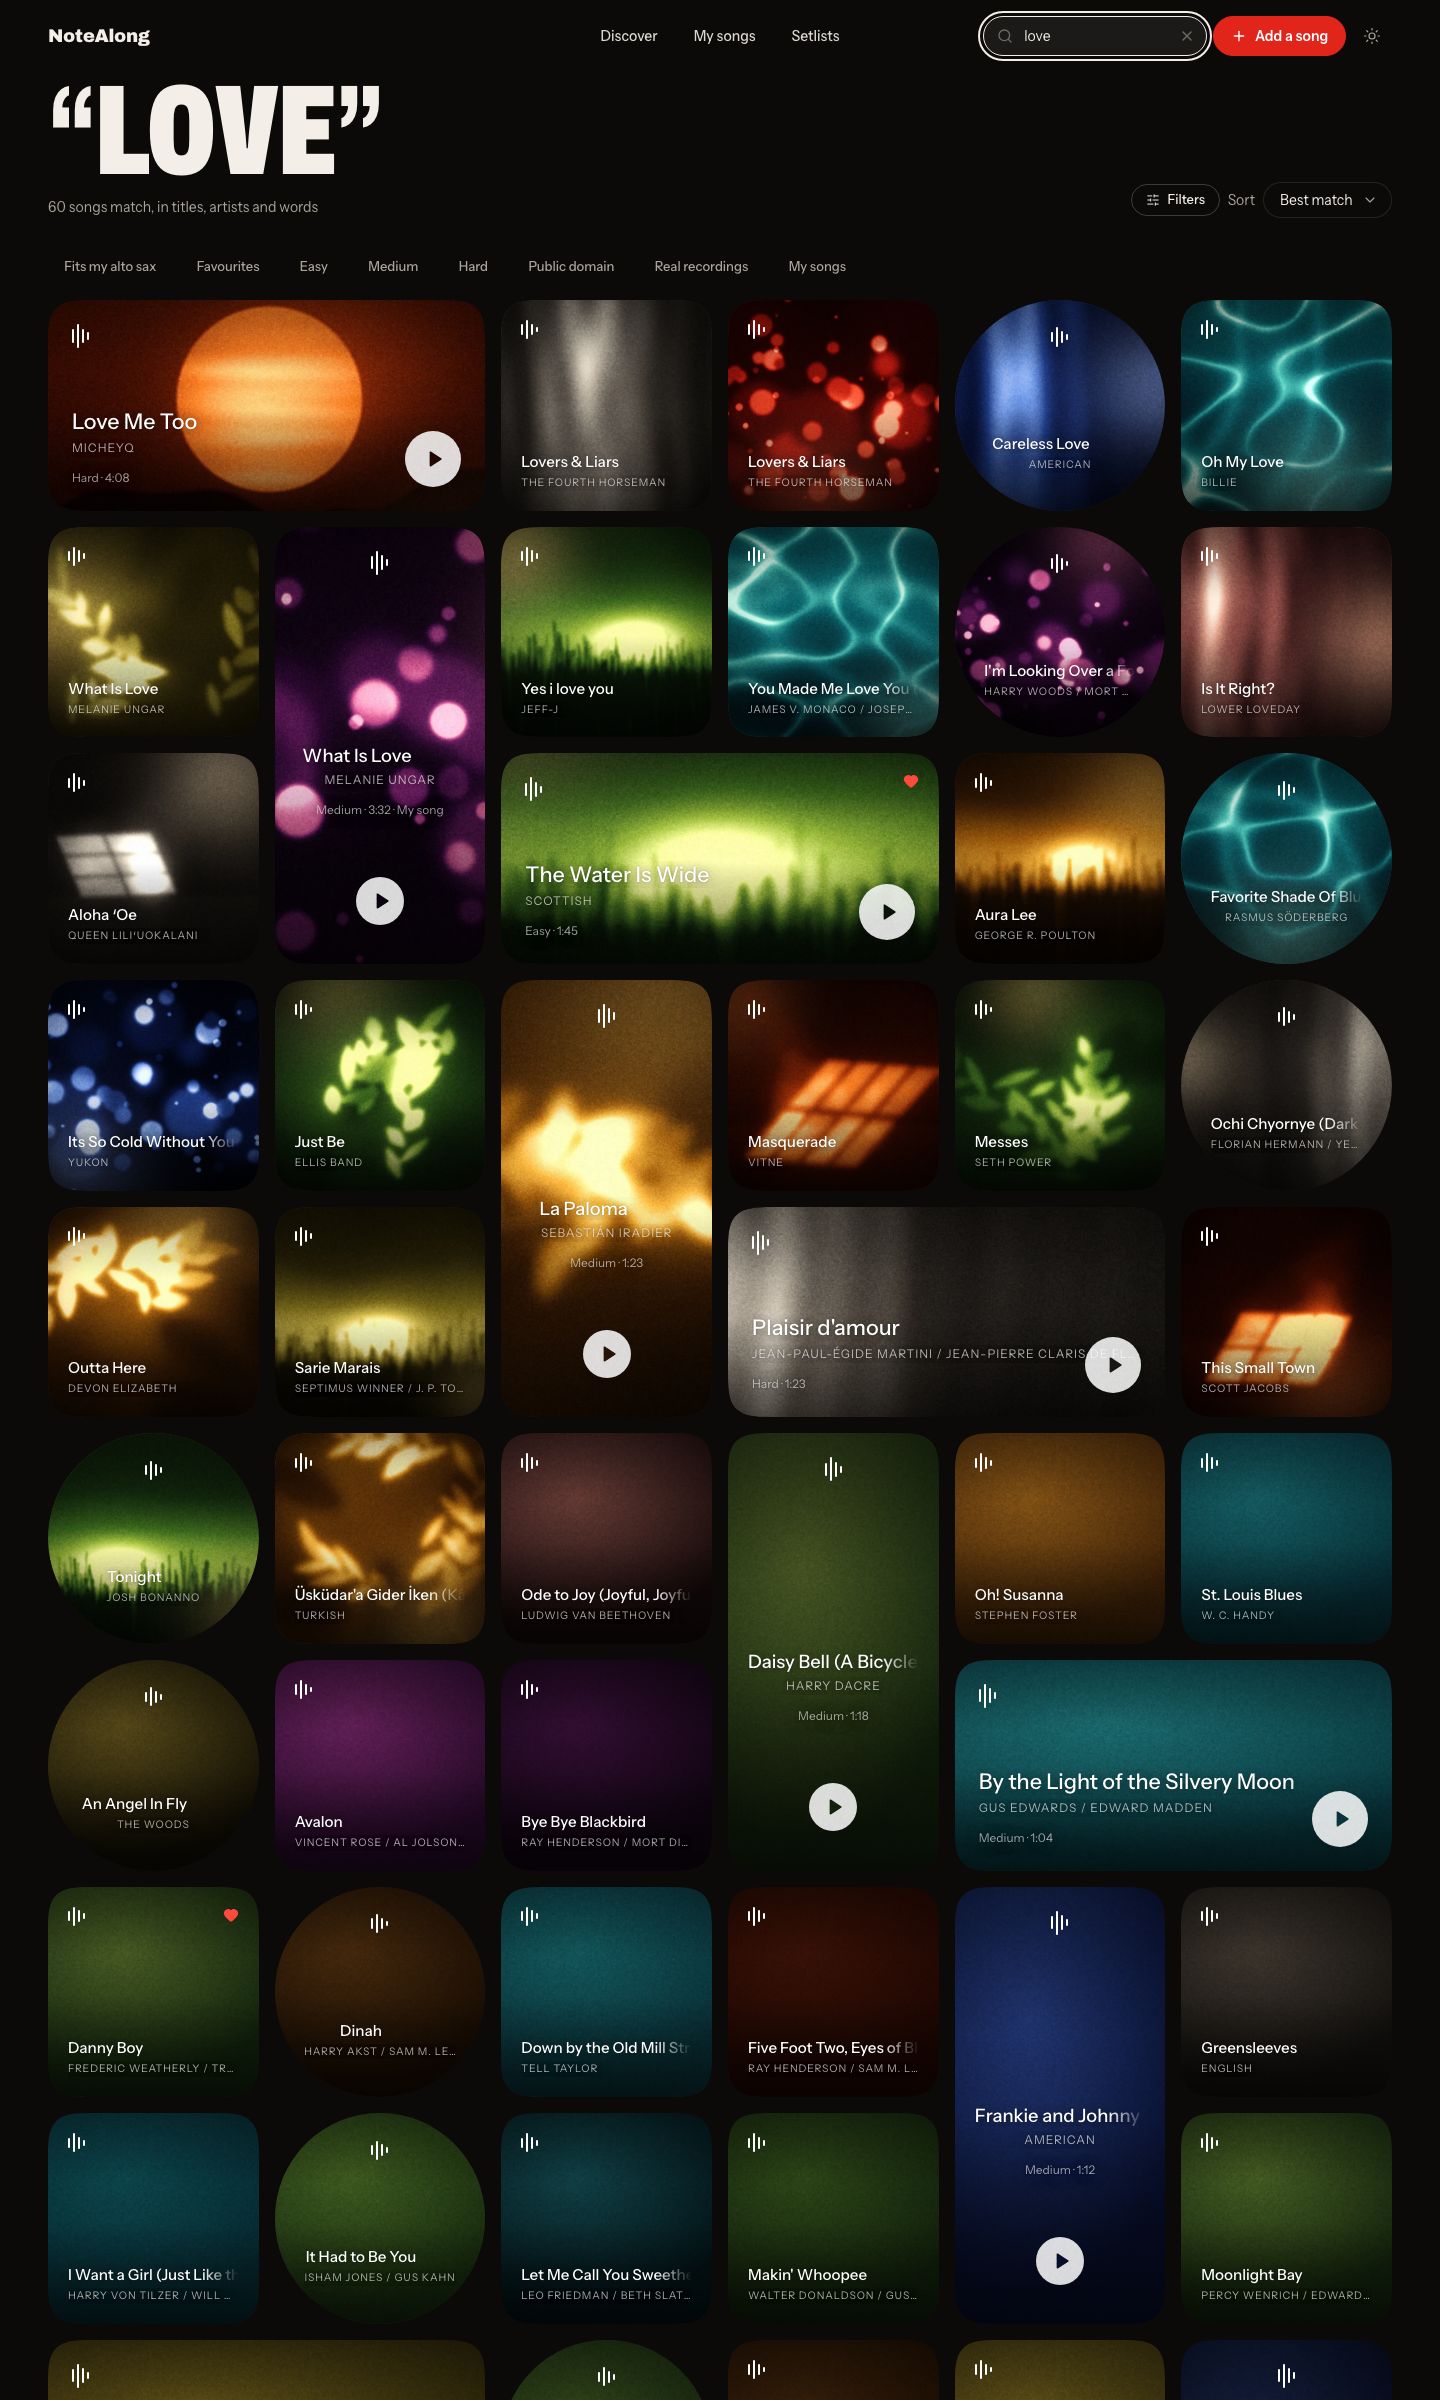 NoteAlong
Discover
My songs
Setlists
love
Add a song
“LOVE”
60 songs match, in titles, artists and words
Filters
Sort
Best match
Fits my alto sax
Favourites
Easy
Medium
Hard
Public domain
Real recordings
My songs
Love Me Too
MICHEYQ
Hard · 4:08
Lovers & Liars
THE FOURTH HORSEMAN
Lovers & Liars
THE FOURTH HORSEMAN
Careless Love
AMERICAN
Oh My Love
BILLIE
What Is Love
MELANIE UNGAR
What Is Love
MELANIE UNGAR
Medium · 3:32 · My song
Yes i love you
JEFF-J
You Made Me Love You
JAMES V. MONACO / JOSEP…
I'm Looking Over a Fo
HARRY WOODS / MORT …
Is It Right?
LOWER LOVEDAY
Aloha ʻOe
QUEEN LILIʻUOKALANI
The Water Is Wide
SCOTTISH
Easy · 1:45
Aura Lee
GEORGE R. POULTON
Favorite Shade Of Blu
RASMUS SÖDERBERG
Its So Cold Without You
YUKON
Just Be
ELLIS BAND
La Paloma
SEBASTIÁN IRADIER
Medium · 1:23
Masquerade
VITNE
Messes
SETH POWER
Ochi Chyornye (Dark
FLORIAN HERMANN / YE…
Outta Here
DEVON ELIZABETH
Sarie Marais
SEPTIMUS WINNER / J. P. TO…
Plaisir d'amour
JEAN-PAUL-ÉGIDE MARTINI / JEAN-PIERRE CLARIS DE FL…
Hard · 1:23
This Small Town
SCOTT JACOBS
Tonight
JOSH BONANNO
Üsküdar'a Gider İken (Kâ
TURKISH
Ode to Joy (Joyful, Joyfu
LUDWIG VAN BEETHOVEN
Daisy Bell (A Bicycle
HARRY DACRE
Medium · 1:18
Oh! Susanna
STEPHEN FOSTER
St. Louis Blues
W. C. HANDY
An Angel In Fly
THE WOODS
Avalon
VINCENT ROSE / AL JOLSON…
Bye Bye Blackbird
RAY HENDERSON / MORT DI…
By the Light of the Silvery Moon
GUS EDWARDS / EDWARD MADDEN
Medium · 1:04
Danny Boy
FREDERIC WEATHERLY / TR…
Dinah
HARRY AKST / SAM M. LE…
Down by the Old Mill Str
TELL TAYLOR
Five Foot Two, Eyes of Bl
RAY HENDERSON / SAM M. L…
Frankie and Johnny
AMERICAN
Medium · 1:12
Greensleeves
ENGLISH
I Want a Girl (Just Like th
HARRY VON TILZER / WILL …
It Had to Be You
ISHAM JONES / GUS KAHN
Let Me Call You Sweethe
LEO FRIEDMAN / BETH SLAT…
Makin' Whoopee
WALTER DONALDSON / GUS…
Moonlight Bay
PERCY WENRICH / EDWARD…